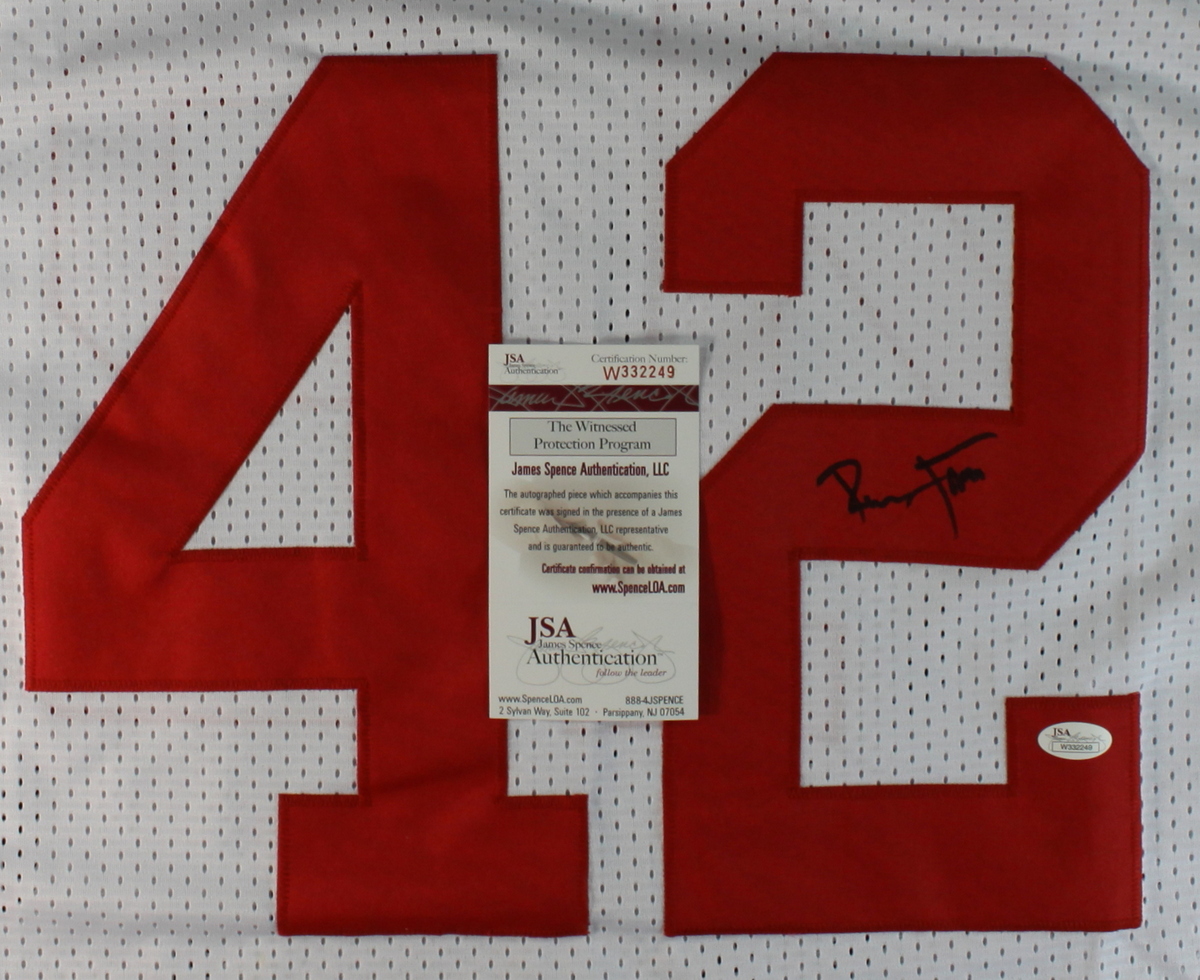 42
JSA
Authentication
Certification Number:
W332249
The Witnessed
Protection Program
James Spence Authentication, LLC
The autographed piece which accompanies this
certificate was signed in the presence of a James
Spence Authentication, LLC representative
and is guaranteed to be authentic.
Certificate confirmation can be obtained at
www.SpenceLOA.com
JSA
James Spence
Authentication
follow the leader
www.SpenceLOA.com 888-4JSPENCE
2 Sylvan Way, Suite 102 · Parsippany, NJ 07054
JSA
W332249